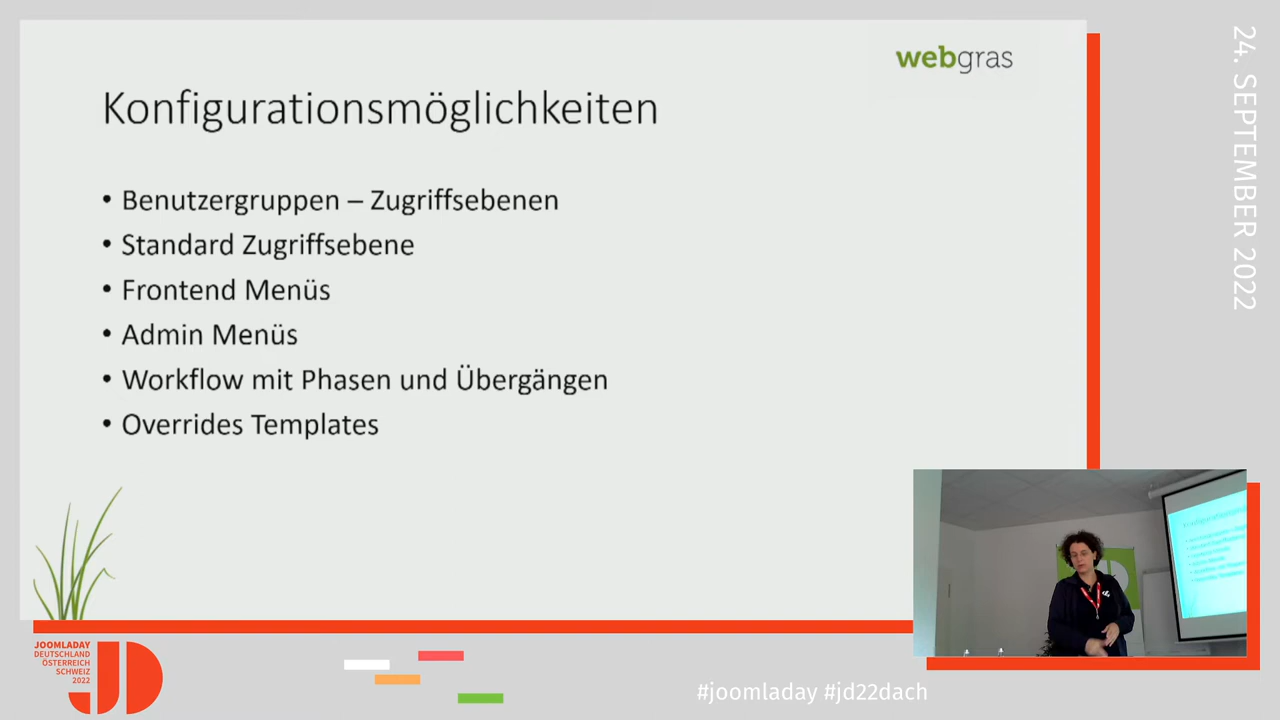 webgras
Konfigurationsmöglichkeiten
• Benutzergruppen – Zugriffsebenen
• Standard Zugriffsebene
• Frontend Menüs
• Admin Menüs
• Workflow mit Phasen und Übergängen
• Overrides Templates
24. SEPTEMBER 2022
JOOMLADAY
DEUTSCHLAND
ÖSTERREICH
SCHWEIZ
2022
JD
#joomladay #jd22dach